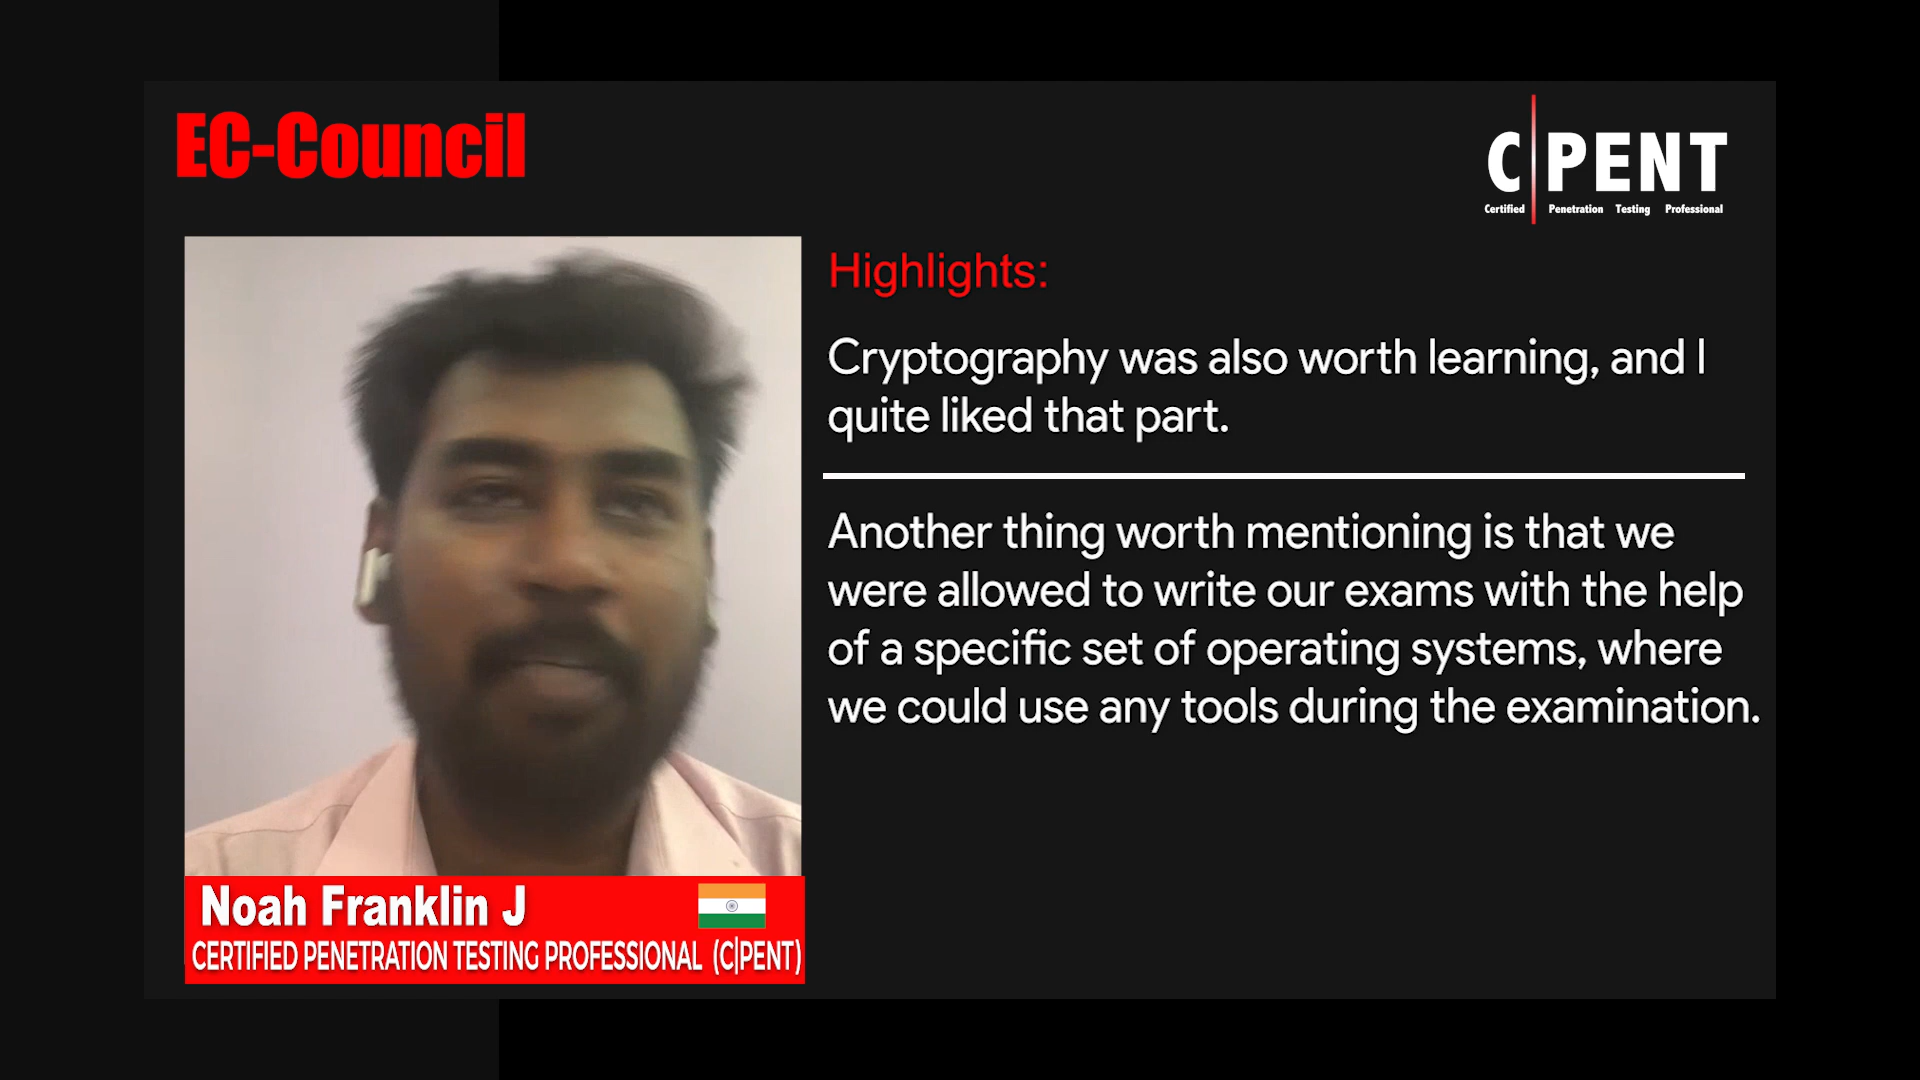 EC-Council
C|PENT
Certified Penetration Testing Professional
Highlights:
Cryptography was also worth learning, and I
quite liked that part.
Another thing worth mentioning is that we
were allowed to write our exams with the help
of a specific set of operating systems, where
we could use any tools during the examination.
Noah Franklin J
CERTIFIED PENETRATION TESTING PROFESSIONAL (C|PENT)